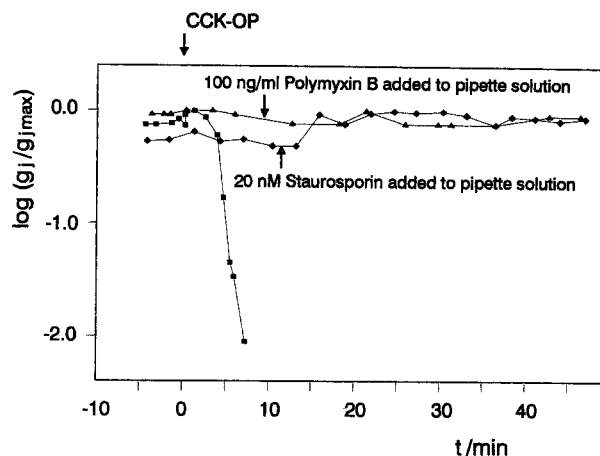 CCK-OP
100 ng/ml Polymyxin B added to pipette solution
20 nM Staurosporin added to pipette solution
log (gj/gjmax)
0.0
-1.0
-2.0
-10
0
10
20
30
40
t/min